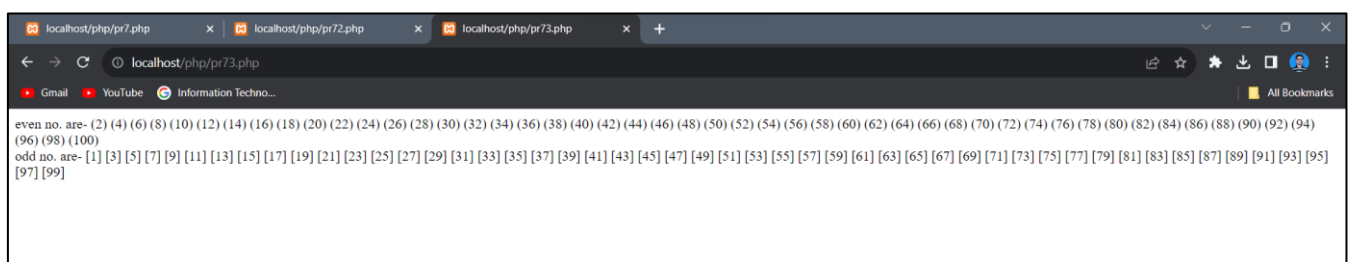 localhost/php/pr7.php localhost/php/pr72.php localhost/php/pr73.php
localhost/php/pr73.php
Gmail YouTube Information Techno... All Bookmarks
even no. are- (2) (4) (6) (8) (10) (12) (14) (16) (18) (20) (22) (24) (26) (28) (30) (32) (34) (36) (38) (40) (42) (44) (46) (48) (50) (52) (54) (56) (58) (60) (62) (64) (66) (68) (70) (72) (74) (76) (78) (80) (82) (84) (86) (88) (90) (92) (94)
(96) (98) (100)
odd no. are- [1] [3] [5] [7] [9] [11] [13] [15] [17] [19] [21] [23] [25] [27] [29] [31] [33] [35] [37] [39] [41] [43] [45] [47] [49] [51] [53] [55] [57] [59] [61] [63] [65] [67] [69] [71] [73] [75] [77] [79] [81] [83] [85] [87] [89] [91] [93] [95]
[97] [99]